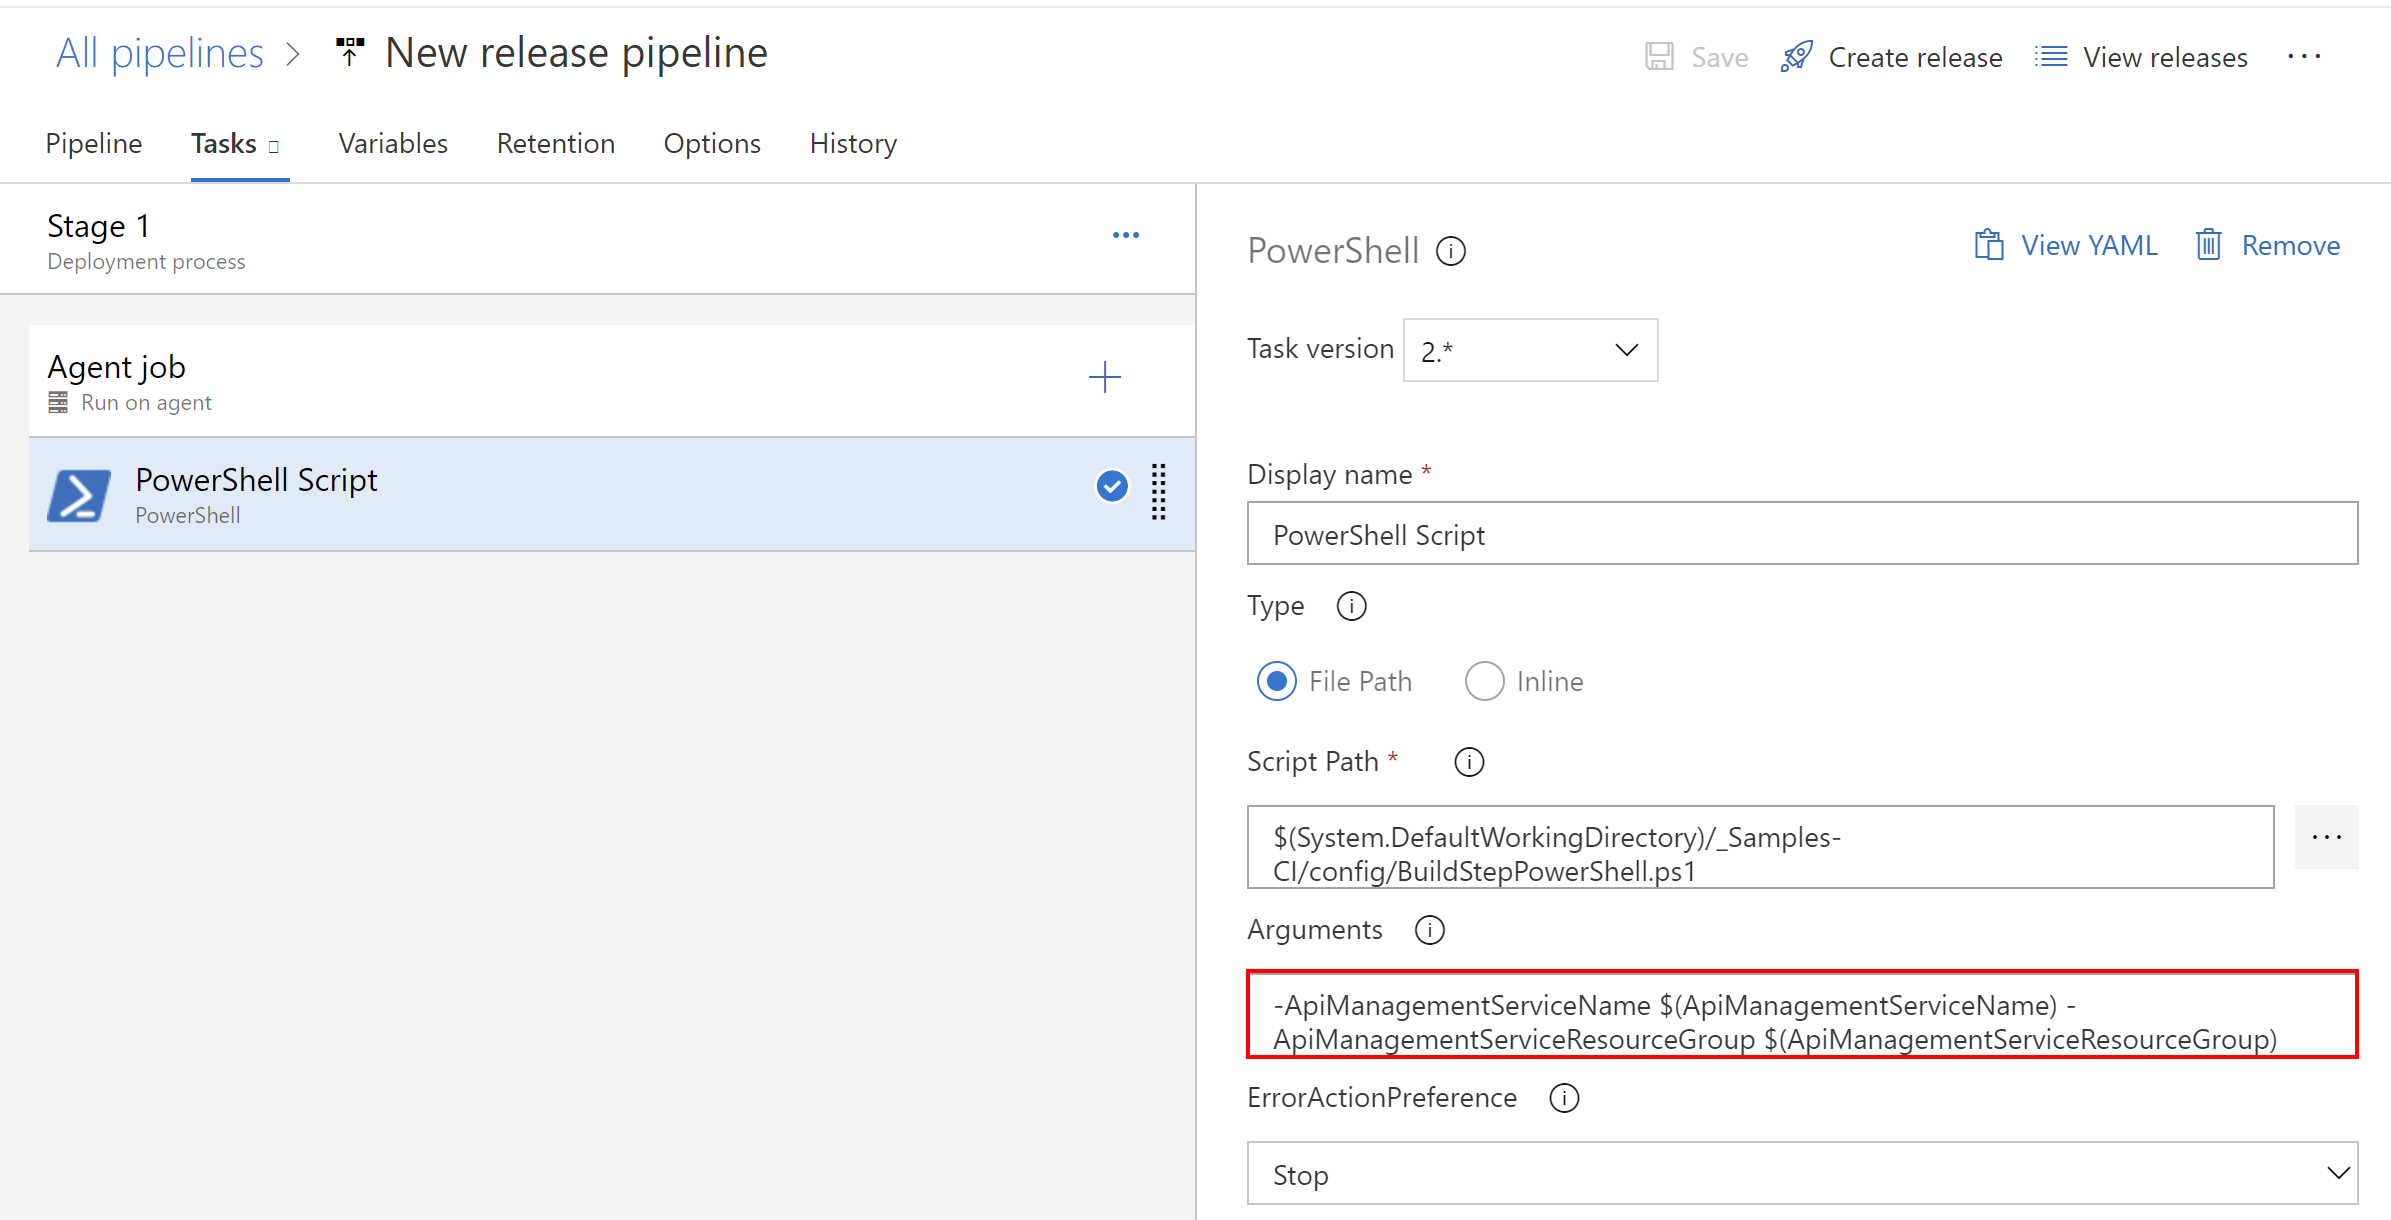 All pipelines > New release pipeline
Save Create release View releases ...
Pipeline Tasks Variables Retention Options History
Stage 1
Deployment process
Agent job
Run on agent
PowerShell Script
PowerShell
PowerShell
View YAML Remove
Task version 2.*
Display name *
PowerShell Script
Type
File Path Inline
Script Path *
$(System.DefaultWorkingDirectory)/_Samples-
CI/config/BuildStepPowerShell.ps1
...
Arguments
-ApiManagementServiceName $(ApiManagementServiceName) -
ApiManagementServiceResourceGroup $(ApiManagementServiceResourceGroup)
ErrorActionPreference
Stop